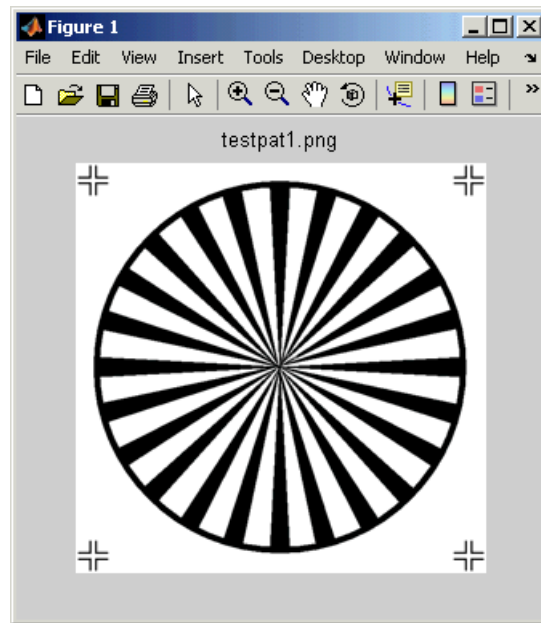 Figure 1
File Edit View Insert Tools Desktop Window Help
testpat1.png